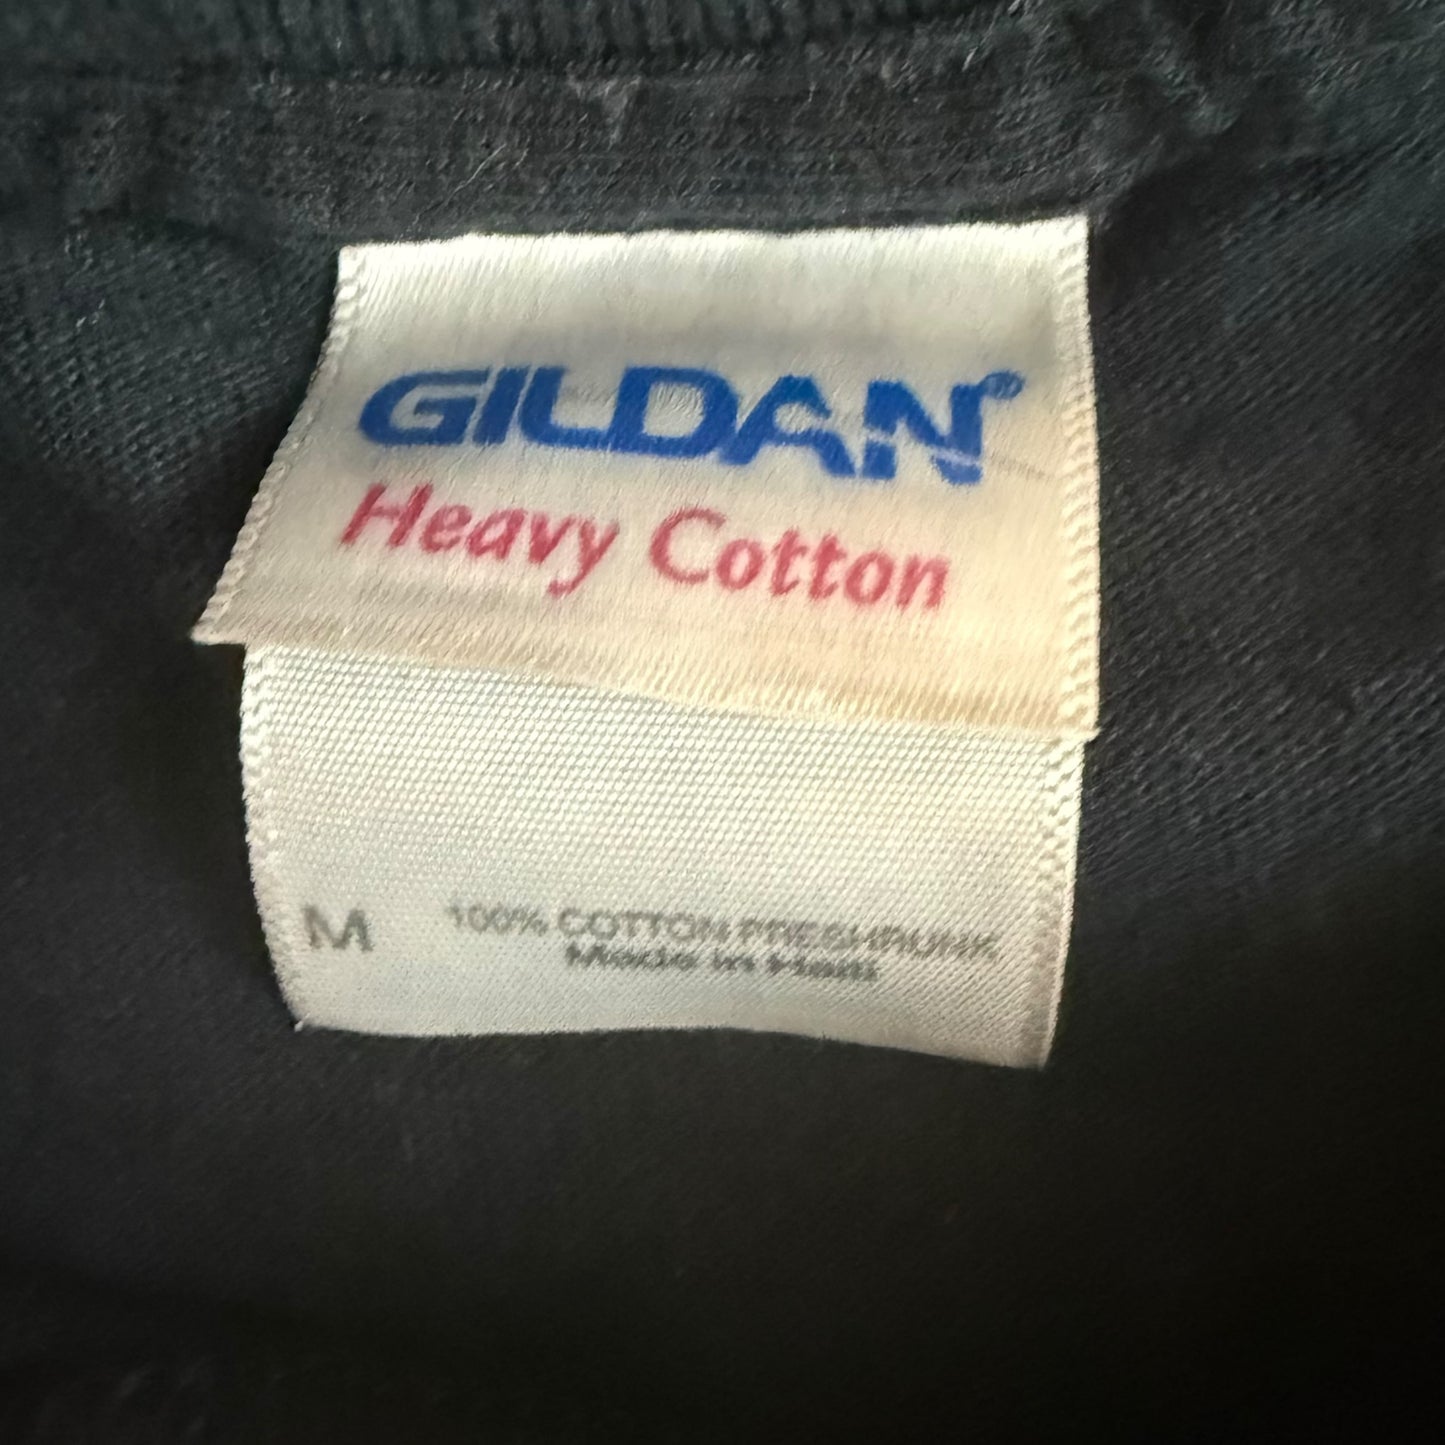 GILDAN®
Heavy Cotton
M 100% COTTON PRESHRUNK
Made in Haiti